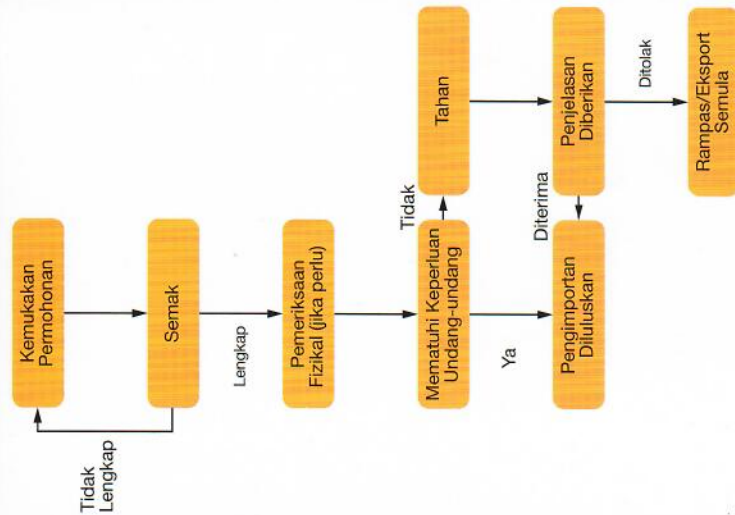 Kemukakan
Permohonan
Tidak
Lengkap
Semak
Lengkap
Pemeriksaan
Fizikal (jika perlu)
Mematuhi Keperluan
Undang-undang
Tidak
Tahan
Ya
Pengimportan
Diluluskan
Diterima
Penjelasan
Diberikan
Ditolak
Rampas/Eksport
Semula